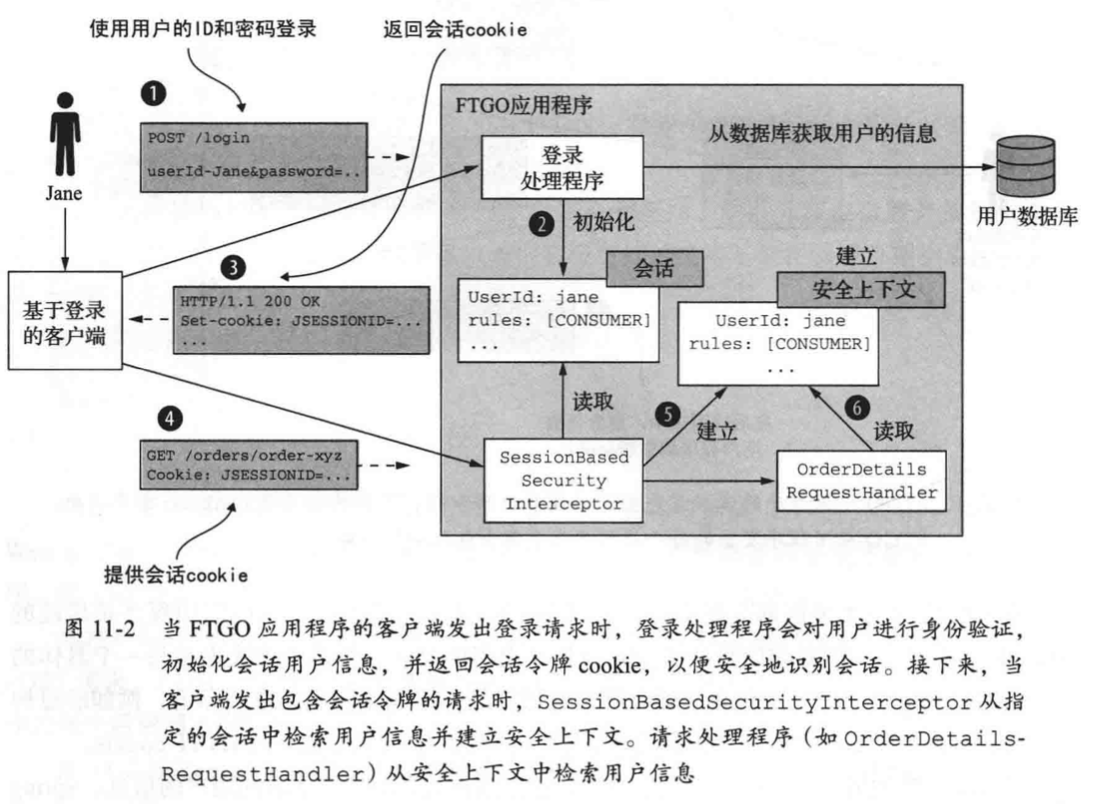 使用用户的ID和密码登录
返回会话cookie
1
POST /login
userId-Jane&password=..
Jane
FTGO应用程序
登录
处理程序
从数据库获取用户的信息
用户数据库
2
初始化
3
HTTP/1.1 200 OK
Set-cookie: JSESSIONID=...
...
基于登录
的客户端
会话
UserId: jane
rules: [CONSUMER]
...
建立
安全上下文
UserId: jane
rules: [CONSUMER]
...
4
GET /orders/order-xyz
Cookie: JSESSIONID=...
读取
5
建立
6
读取
SessionBased
Security
Interceptor
OrderDetails
RequestHandler
提供会话cookie
图 11-2 当 FTGO 应用程序的客户端发出登录请求时，登录处理程序会对用户进行身份验证，
初始化会话用户信息，并返回会话令牌 cookie，以便安全地识别会话。接下来，当
客户端发出包含会话令牌的请求时，SessionBasedSecurityInterceptor 从指
定的会话中检索用户信息并建立安全上下文。请求处理程序（如 OrderDetails-
RequestHandler）从安全上下文中检索用户信息